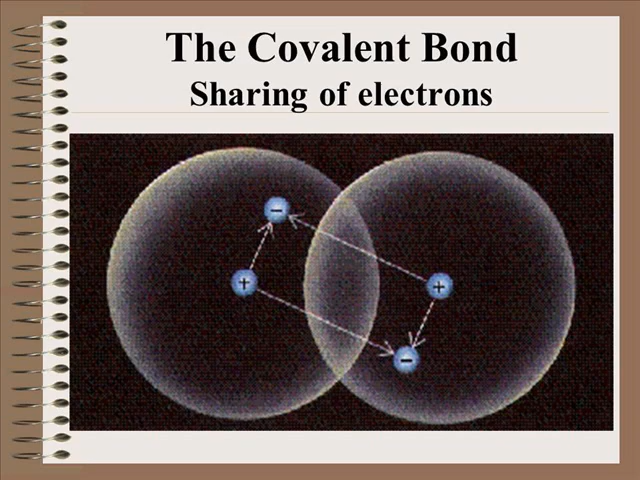 The Covalent Bond
Sharing of electrons
−
+ +
−